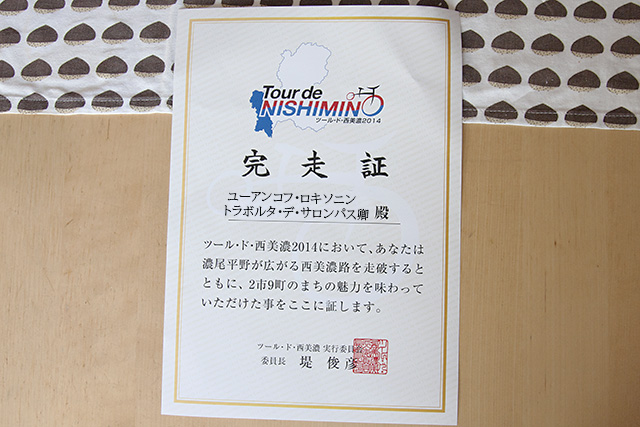 Tour de
NISHIMINO
ツール・ド・西美濃2014
完走証
ユーアンコフ・ロキソニン
トラボルタ・デ・サロンパス卿 殿
ツール・ド・西美濃2014において、あなたは
濃尾平野が広がる西美濃路を走破すると
ともに、2市9町のまちの魅力を味わって
いただけた事をここに証します。
ツール・ド・西美濃 実行委員会
委員長 堤 俊彦